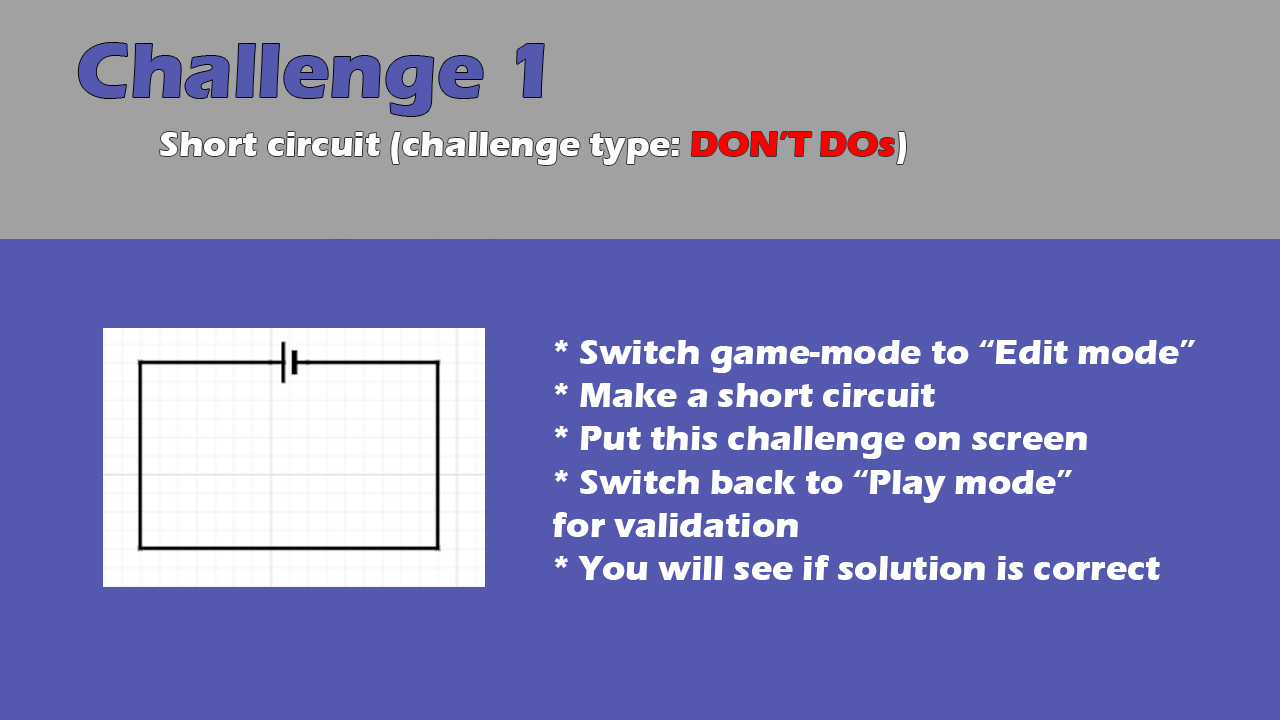 Challenge 1
Short circuit (challenge type: DON’T DOs)
* Switch game-mode to “Edit mode”
* Make a short circuit
* Put this challenge on screen
* Switch back to “Play mode”
for validation
* You will see if solution is correct